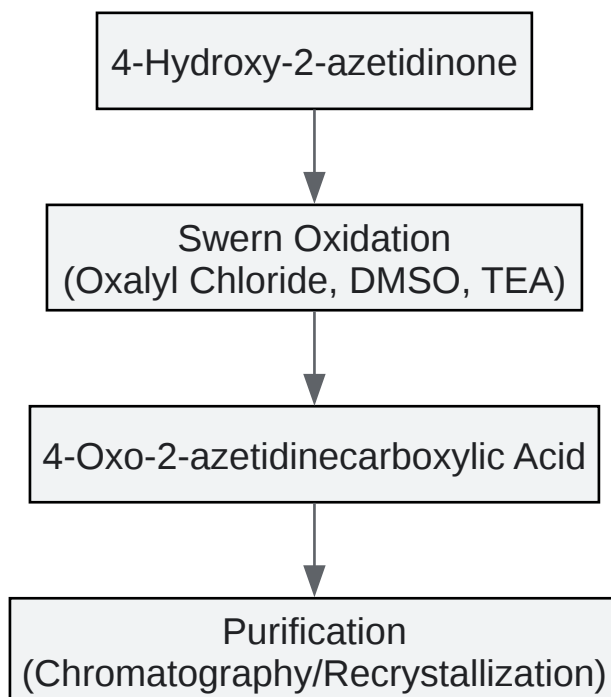 4-Hydroxy-2-azetidinone
Swern Oxidation
(Oxalyl Chloride, DMSO, TEA)
4-Oxo-2-azetidinecarboxylic Acid
Purification
(Chromatography/Recrystallization)